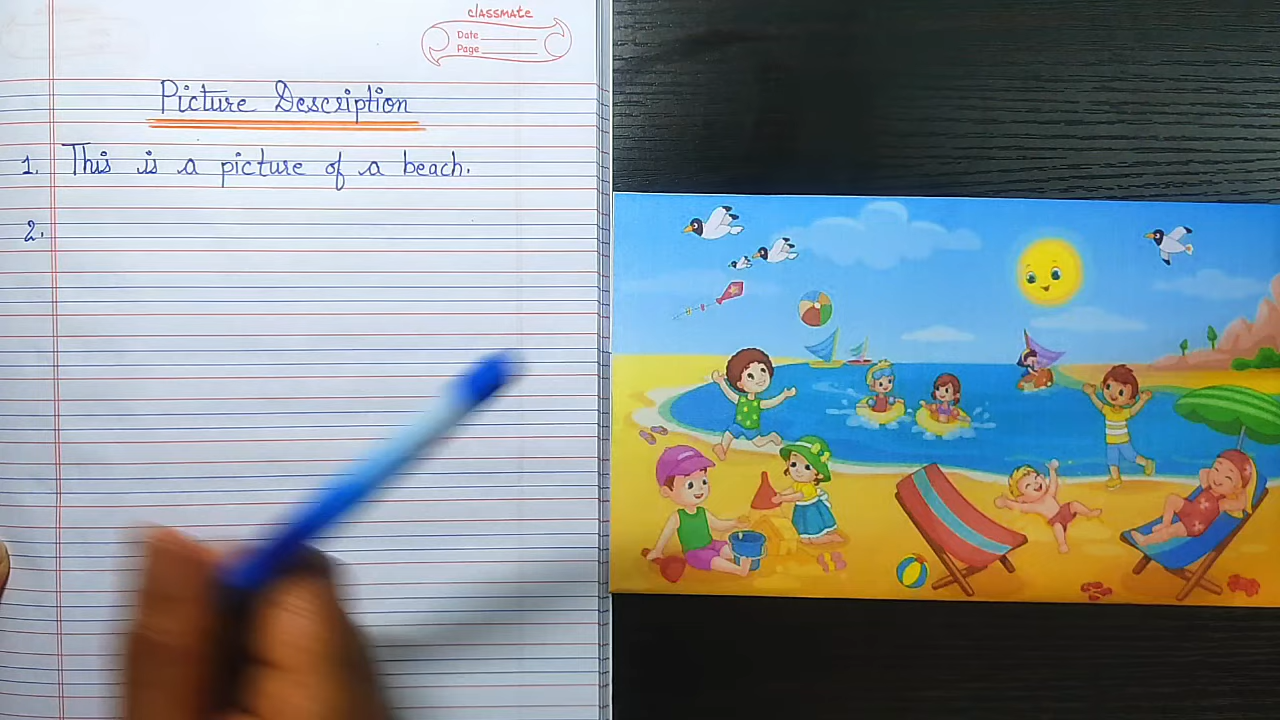 classmate
Date
Page
Picture Description
1. This is a picture of a beach.
2.